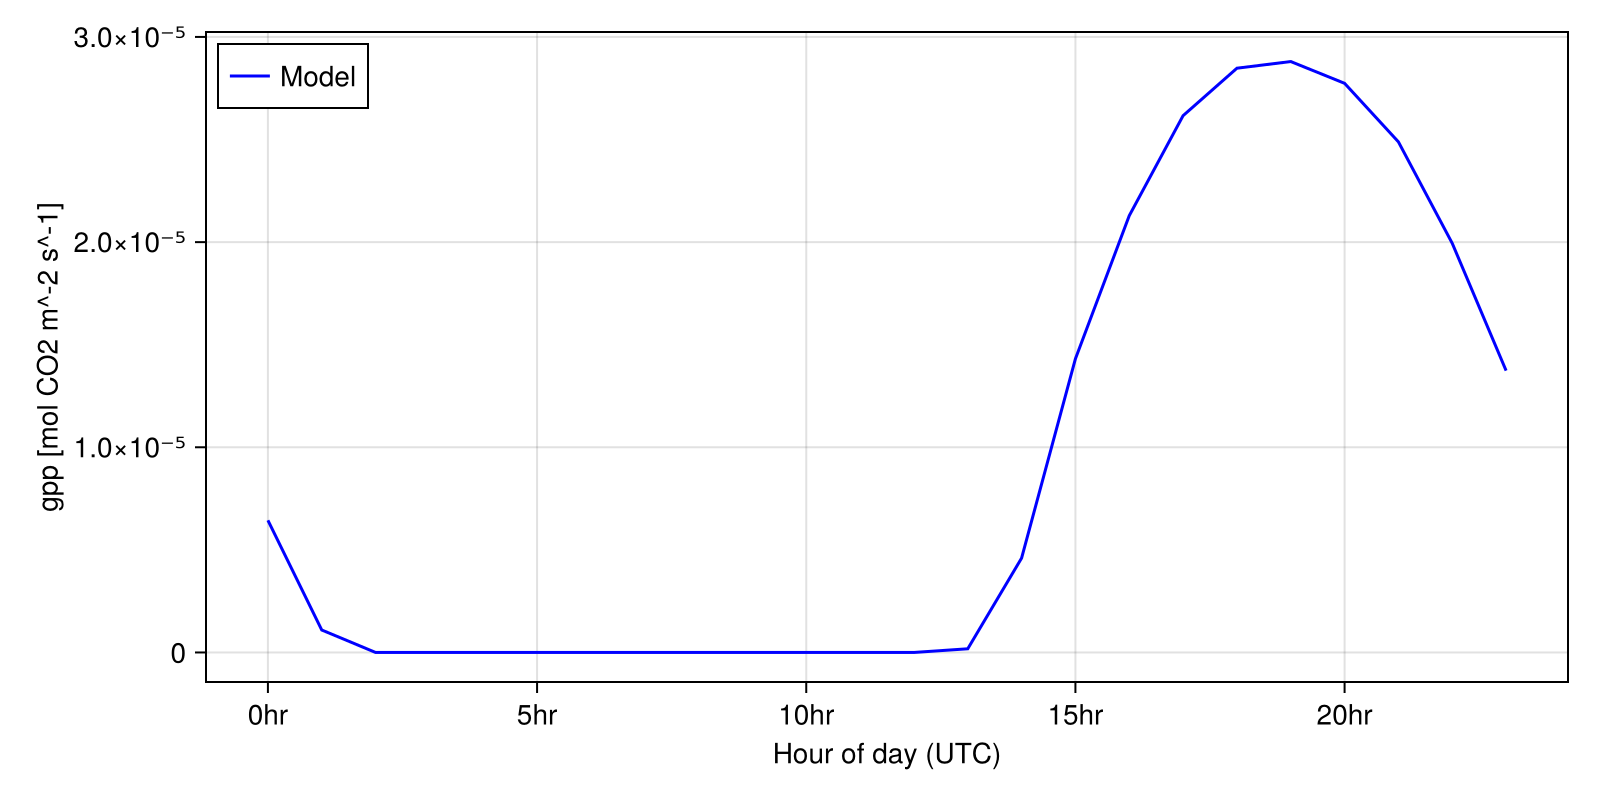 3.0×10⁻⁵
Model
2.0×10⁻⁵
gpp [mol CO2 m^-2 s^-1]
1.0×10⁻⁵
0
0hr 5hr 10hr 15hr 20hr
Hour of day (UTC)